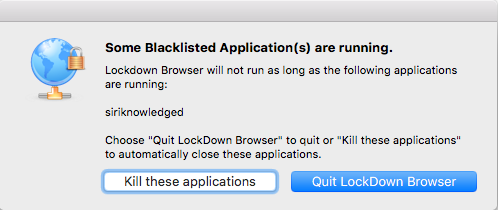 Some Blacklisted Application(s) are running.
Lockdown Browser will not run as long as the following applications
are running:
siriknowledged
Choose "Quit LockDown Browser" to quit or "Kill these applications"
to automatically close these applications.
Kill these applications
Quit LockDown Browser